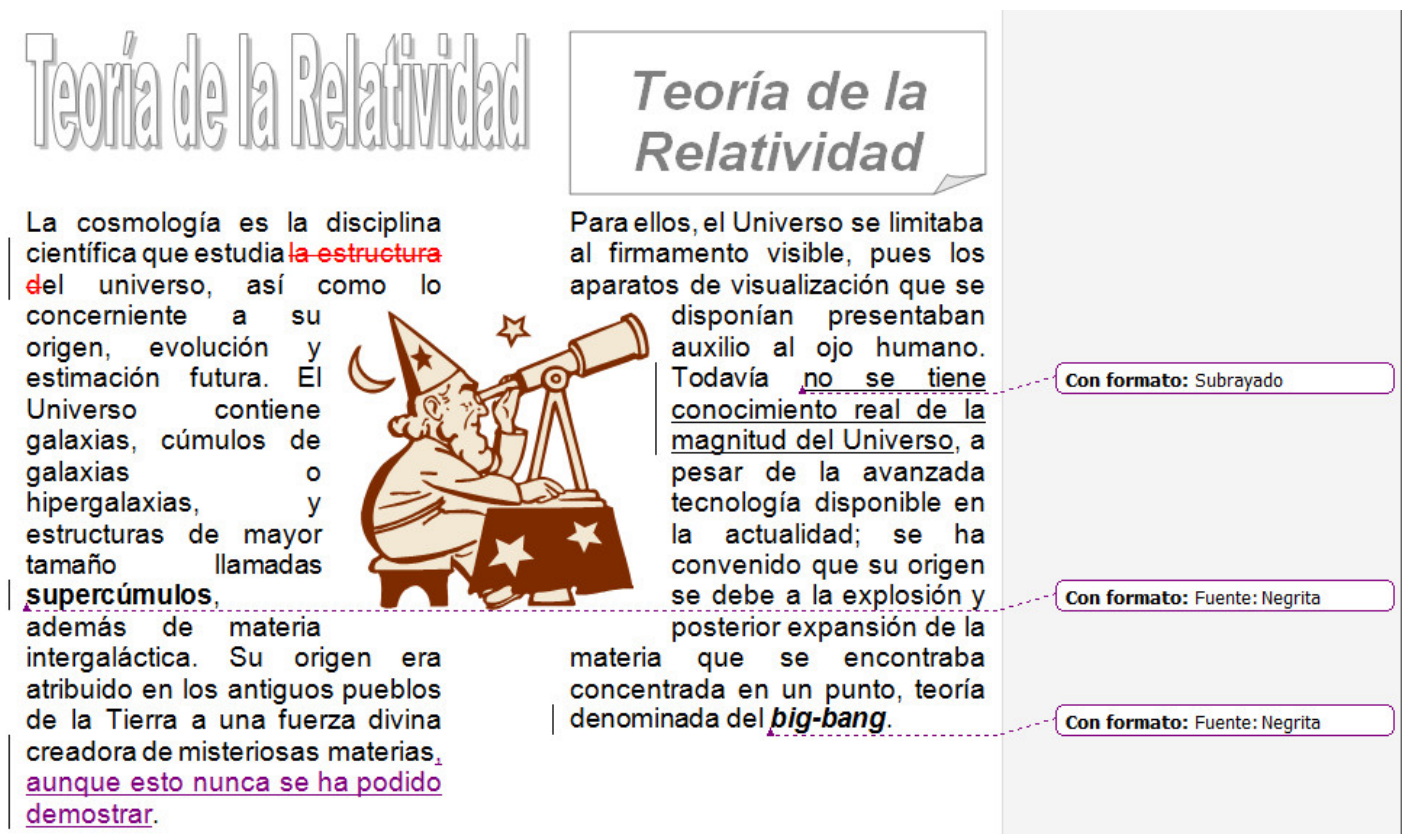 Teoría de la Relatividad
La cosmología es la disciplina
científica que estudia la estructura
del universo, así como lo
concerniente a su
origen, evolución y
estimación futura. El
Universo contiene
galaxias, cúmulos de
galaxias o
hipergalaxias, y
estructuras de mayor
tamaño llamadas
supercúmulos,
además de materia
intergaláctica. Su origen era
atribuido en los antiguos pueblos
de la Tierra a una fuerza divina
creadora de misteriosas materias,
aunque esto nunca se ha podido
demostrar.
Teoría de la
Relatividad
Para ellos, el Universo se limitaba
al firmamento visible, pues los
aparatos de visualización que se
disponían presentaban
auxilio al ojo humano.
Todavía no se tiene
conocimiento real de la
magnitud del Universo, a
pesar de la avanzada
tecnología disponible en
la actualidad; se ha
convenido que su origen
se debe a la explosión y
posterior expansión de la
materia que se encontraba
concentrada en un punto, teoría
denominada del big-bang.
Con formato: Subrayado
Con formato: Fuente: Negrita
Con formato: Fuente: Negrita